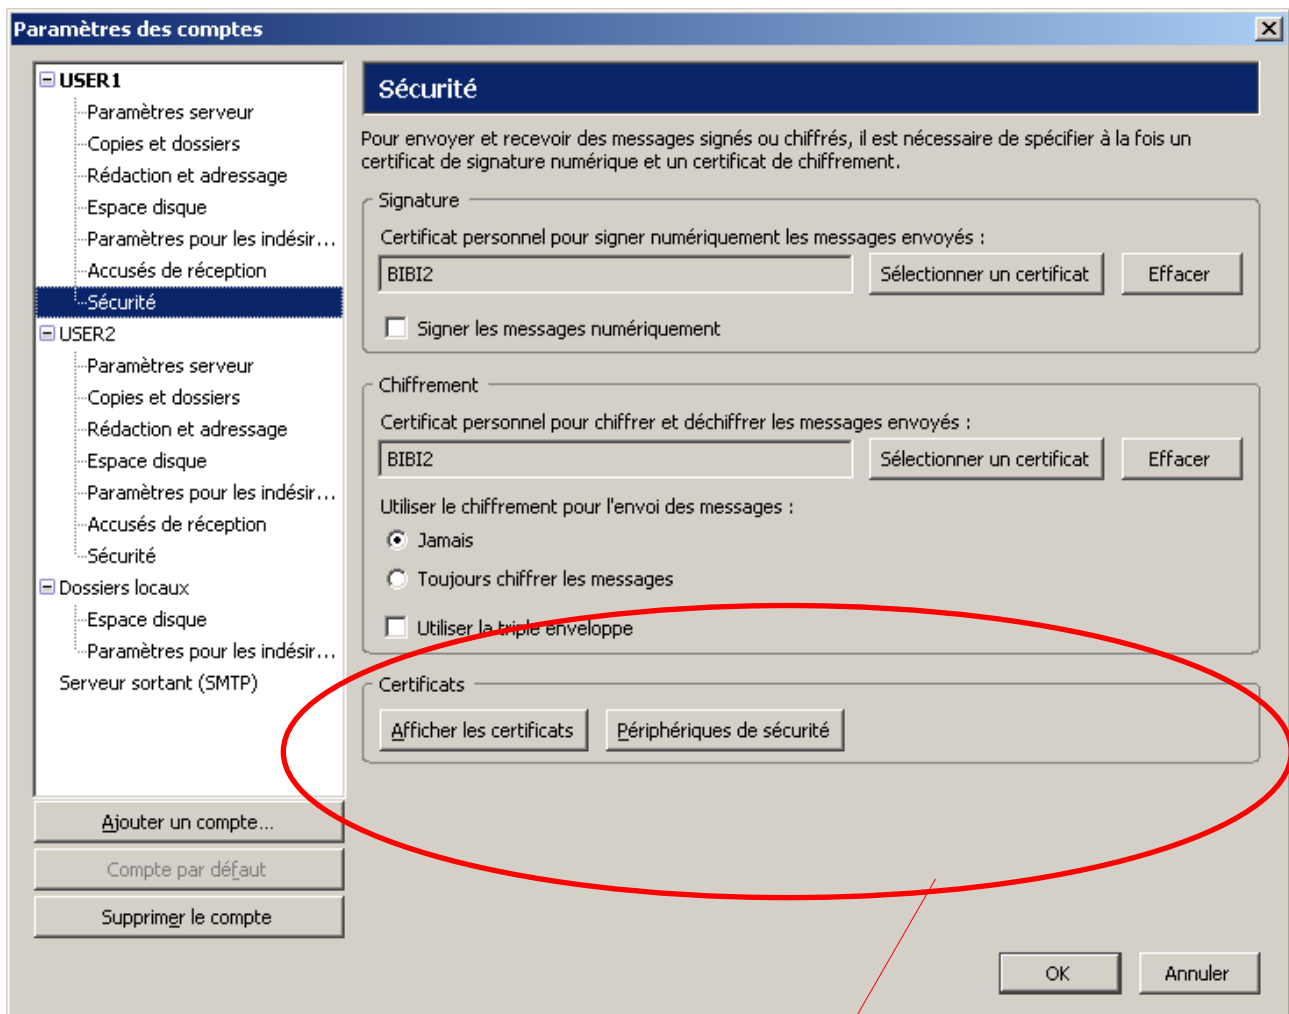 Paramètres des comptes
USER1
Paramètres serveur
Copies et dossiers
Rédaction et adressage
Espace disque
Paramètres pour les indésir...
Accusés de réception
Sécurité
USER2
Paramètres serveur
Copies et dossiers
Rédaction et adressage
Espace disque
Paramètres pour les indésir...
Accusés de réception
Sécurité
Dossiers locaux
Espace disque
Paramètres pour les indésir...
Serveur sortant (SMTP)
Ajouter un compte...
Compte par défaut
Supprimer le compte
Sécurité
Pour envoyer et recevoir des messages signés ou chiffrés, il est nécessaire de spécifier à la fois un
certificat de signature numérique et un certificat de chiffrement.
Signature
Certificat personnel pour signer numériquement les messages envoyés :
BIBI2 Sélectionner un certificat Effacer
Signer les messages numériquement
Chiffrement
Certificat personnel pour chiffrer et déchiffrer les messages envoyés :
BIBI2 Sélectionner un certificat Effacer
Utiliser le chiffrement pour l'envoi des messages :
Jamais
Toujours chiffrer les messages
Utiliser la triple enveloppe
Certificats
Afficher les certificats Périphériques de sécurité
OK Annuler